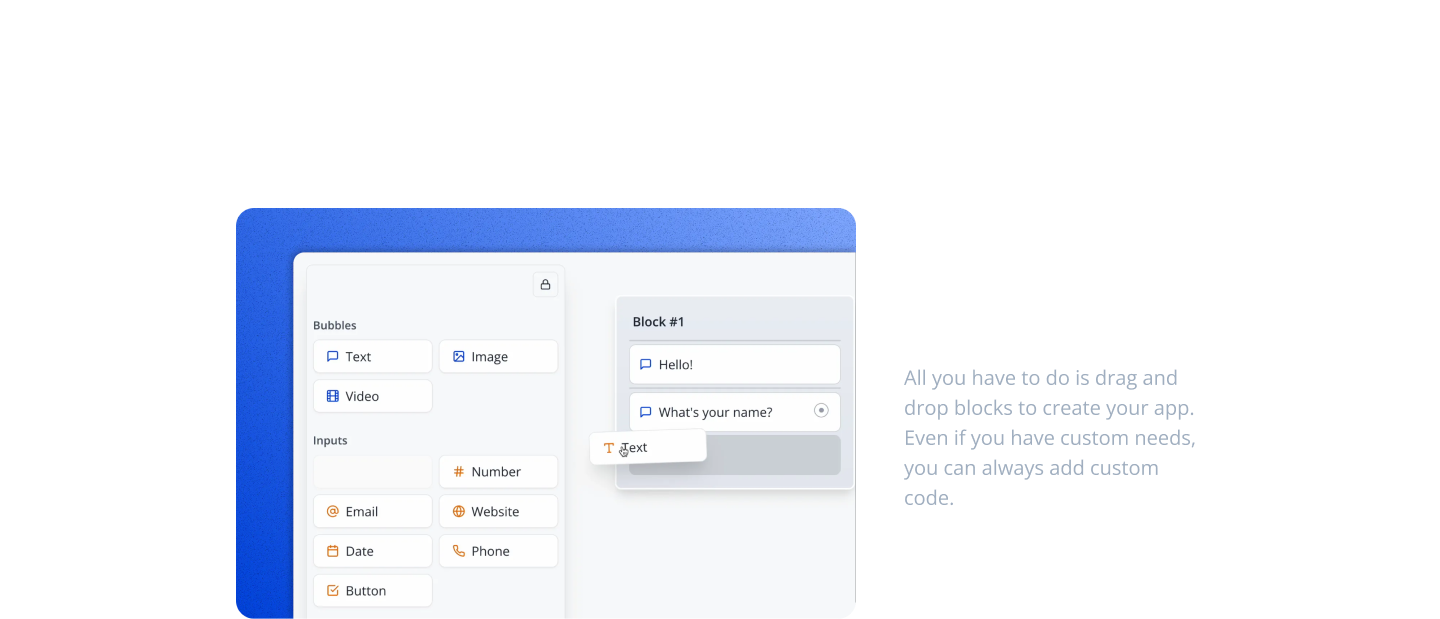 Block #1
Bubbles
Text
Image
Hello!
Video
What's your name?
Inputs
Text
Number
Email
Website
Date
Phone
Button
All you have to do is drag and
drop blocks to create your app.
Even if you have custom needs,
you can always add custom
code.